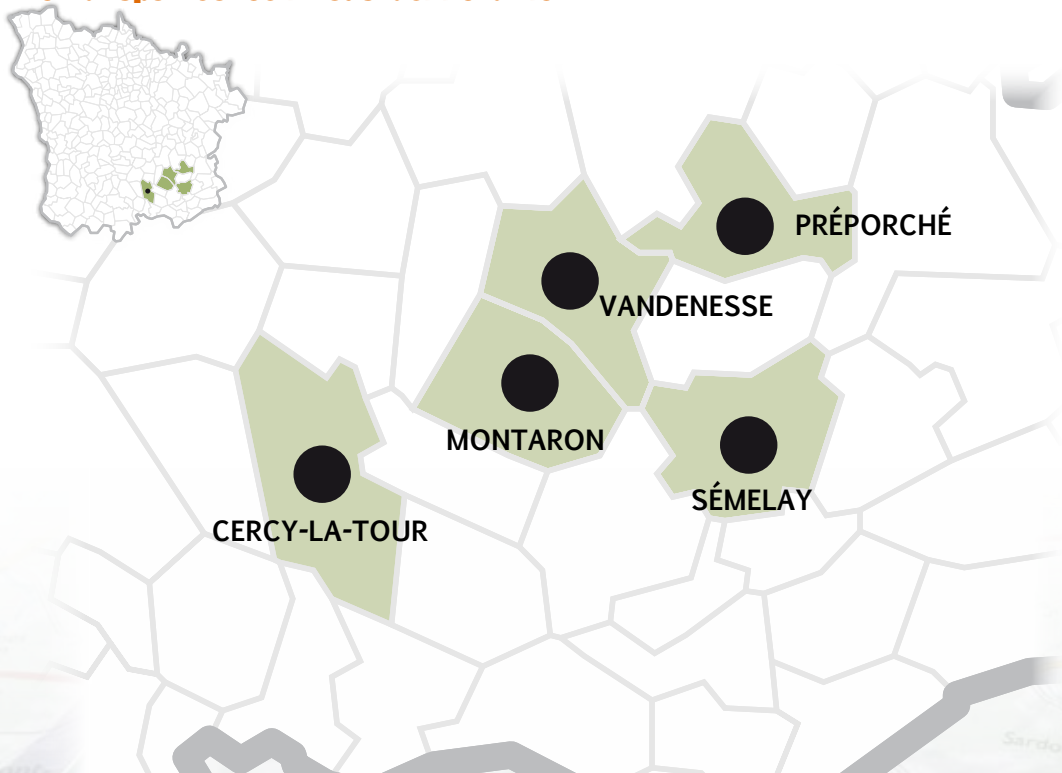 PRÉPORCHÉ
VANDENESSE
MONTARON
SÉMELAY
CERCY-LA-TOUR